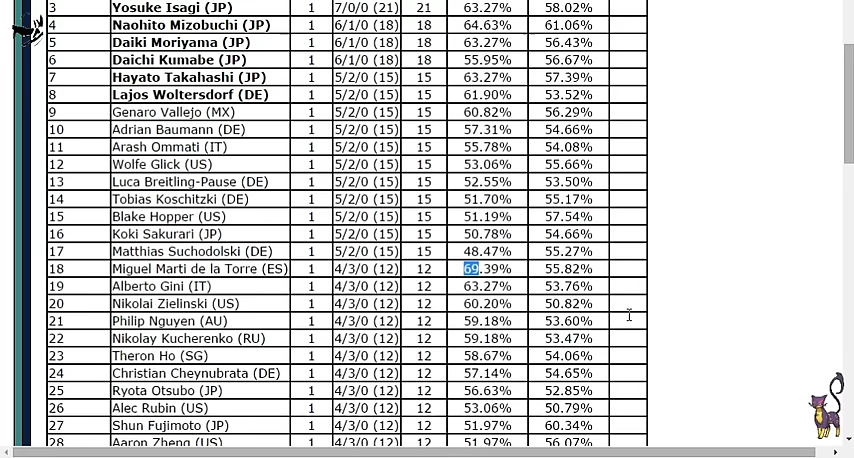 3 Yosuke Isagi (JP) 1 7/0/0 (21) 21 63.27% 58.02%
4 Naohito Mizobuchi (JP) 1 6/1/0 (18) 18 64.63% 61.06%
5 Daiki Moriyama (JP) 1 6/1/0 (18) 18 63.27% 56.43%
6 Daichi Kumabe (JP) 1 6/1/0 (18) 18 55.95% 56.67%
7 Hayato Takahashi (JP) 1 5/2/0 (15) 15 63.27% 57.39%
8 Lajos Woltersdorf (DE) 1 5/2/0 (15) 15 61.90% 53.52%
9 Genaro Vallejo (MX) 1 5/2/0 (15) 15 60.82% 56.29%
10 Adrian Baumann (DE) 1 5/2/0 (15) 15 57.31% 54.66%
11 Arash Ommati (IT) 1 5/2/0 (15) 15 55.78% 54.08%
12 Wolfe Glick (US) 1 5/2/0 (15) 15 53.06% 55.66%
13 Luca Breitling-Pause (DE) 1 5/2/0 (15) 15 52.55% 53.50%
14 Tobias Koschitzki (DE) 1 5/2/0 (15) 15 51.70% 55.17%
15 Blake Hopper (US) 1 5/2/0 (15) 15 51.19% 57.54%
16 Koki Sakurari (JP) 1 5/2/0 (15) 15 50.78% 54.66%
17 Matthias Suchodolski (DE) 1 5/2/0 (15) 15 48.47% 55.27%
18 Miguel Marti de la Torre (ES) 1 4/3/0 (12) 12 69.39% 55.82%
19 Alberto Gini (IT) 1 4/3/0 (12) 12 63.27% 53.76%
20 Nikolai Zielinski (US) 1 4/3/0 (12) 12 60.20% 50.82%
21 Philip Nguyen (AU) 1 4/3/0 (12) 12 59.18% 53.60%
22 Nikolay Kucherenko (RU) 1 4/3/0 (12) 12 59.18% 53.47%
23 Theron Ho (SG) 1 4/3/0 (12) 12 58.67% 54.06%
24 Christian Cheynubrata (DE) 1 4/3/0 (12) 12 57.14% 54.65%
25 Ryota Otsubo (JP) 1 4/3/0 (12) 12 56.63% 52.85%
26 Alec Rubin (US) 1 4/3/0 (12) 12 53.06% 50.79%
27 Shun Fujimoto (JP) 1 4/3/0 (12) 12 51.97% 60.34%
28 Aaron Zheng (US) 1 4/3/0 (12) 12 51.97% 56.07%